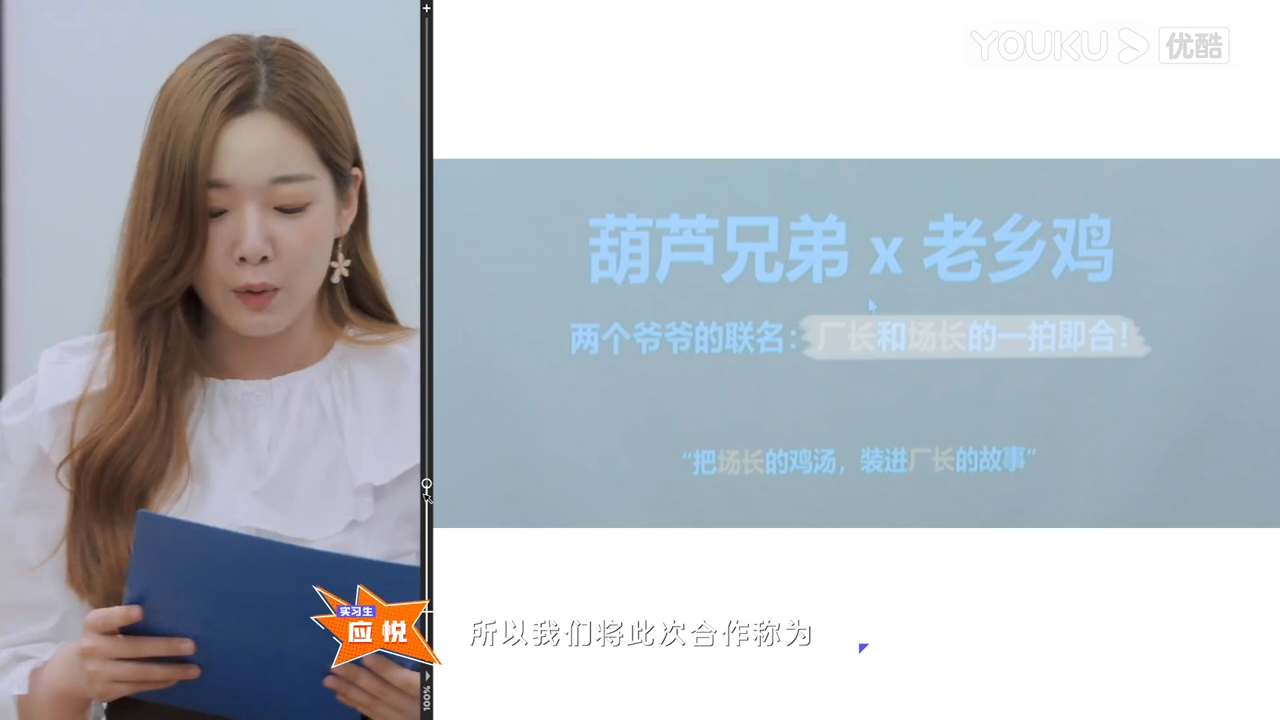 YOUKU 优酷
葫芦兄弟 x 老乡鸡
两个爷爷的联名：厂长和场长的一拍即合！
“把场长的鸡汤，装进厂长的故事”
实习生
应悦
所以我们将此次合作称为
100%